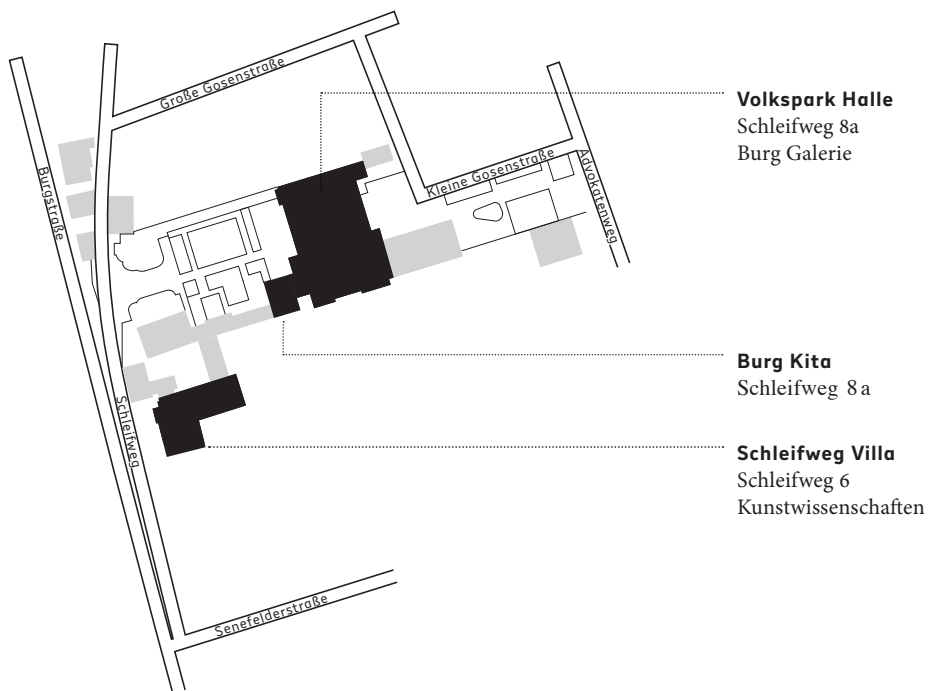 Große Gosenstraße
Volkspark Halle
Schleifweg 8a
Burg Galerie
Kleine Gosenstraße
Advokatenweg
Burgstraße
Burg Kita
Schleifweg 8 a
Schleifweg
Schleifweg Villa
Schleifweg 6
Kunstwissenschaften
Senefelderstraße